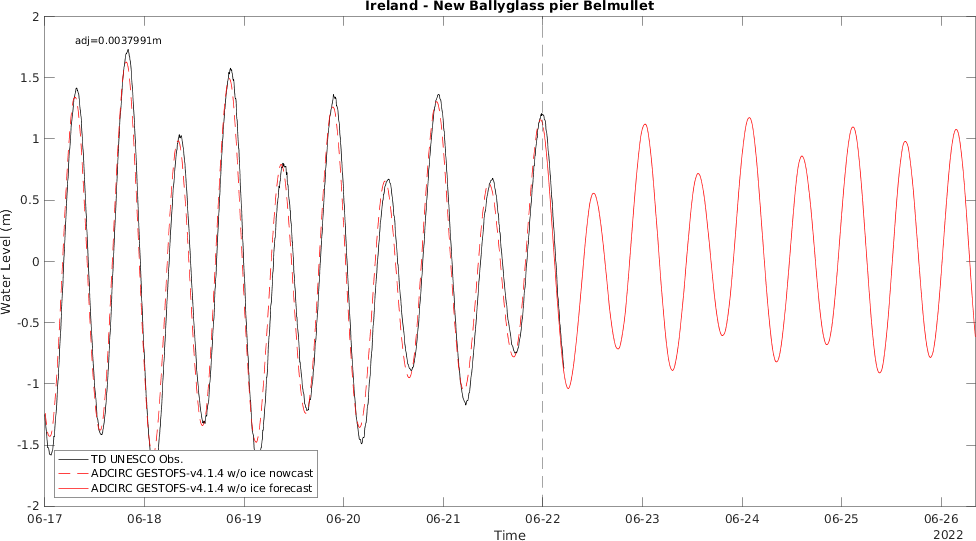 Ireland - New Ballyglass pier Belmullet
adj=0.0037991m
2
1.5
1
0.5
0
-0.5
-1
-1.5
-2
Water Level (m)
TD UNESCO Obs.
ADCIRC GESTOFS-v4.1.4 w/o ice nowcast
ADCIRC GESTOFS-v4.1.4 w/o ice forecast
06-17 06-18 06-19 06-20 06-21 06-22 06-23 06-24 06-25 06-26
Time
2022